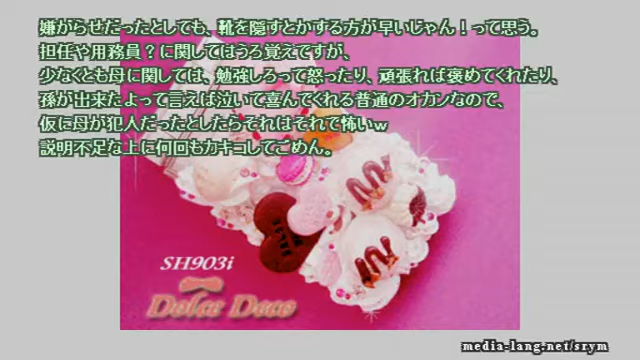 嫌がらせだったとしても、靴を隠すとかする方が早いじゃん！って思う。
担任や用務員？に関してはうろ覚えですが、
少なくとも母に関しては、勉強しろって怒ったり、頑張れば褒めてくれたり、
孫が出来たよって言えば泣いて喜んでくれる普通のオカンなので、
仮に母が犯人だったとしたらそれはそれで怖いw
説明不足な上に何回もカキコしてごめん。
SH903i
Dolce Deco
media-lang-net/srym